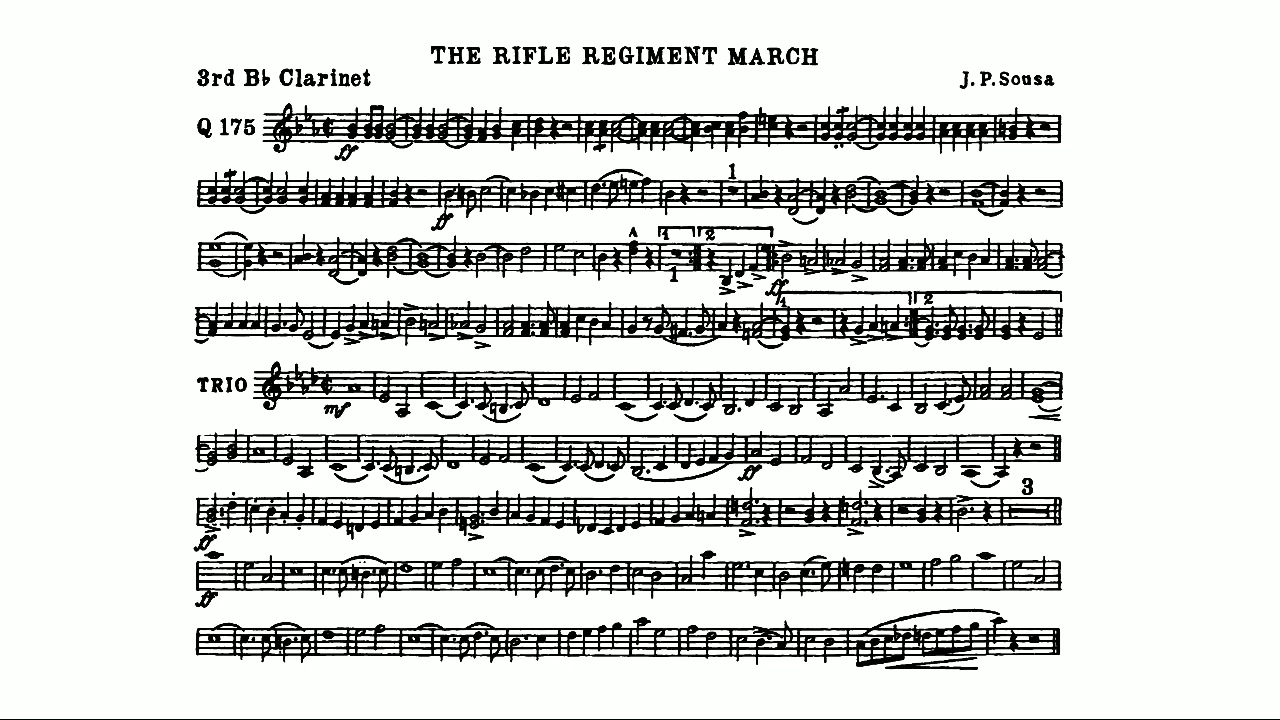 THE RIFLE REGIMENT MARCH
3rd B♭ Clarinet
J. P. Sousa
Q 175
ff
1
ff
1
2
1
ff
1
2
TRIO
mf
ff
3
ff
ff